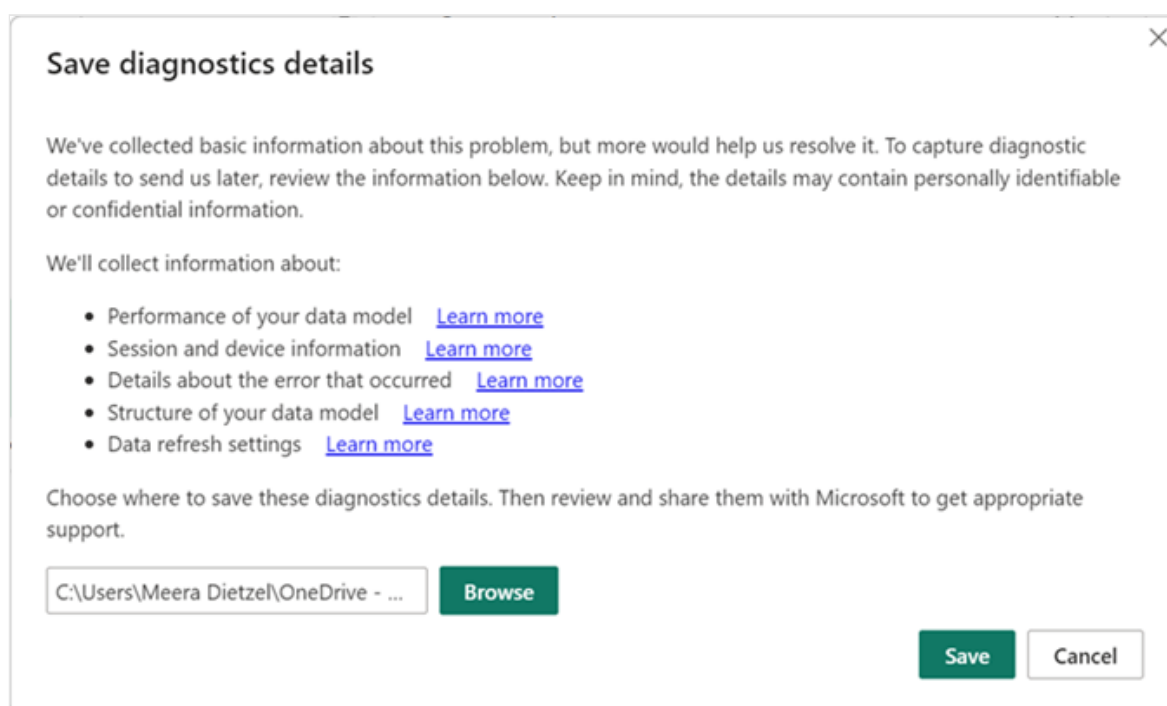 Save diagnostics details
We've collected basic information about this problem, but more would help us resolve it. To capture diagnostic
details to send us later, review the information below. Keep in mind, the details may contain personally identifiable
or confidential information.
We'll collect information about:
• Performance of your data model Learn more
• Session and device information Learn more
• Details about the error that occurred Learn more
• Structure of your data model Learn more
• Data refresh settings Learn more
Choose where to save these diagnostics details. Then review and share them with Microsoft to get appropriate
support.
C:\Users\Meera Dietzel\OneDrive - ... Browse
Save Cancel